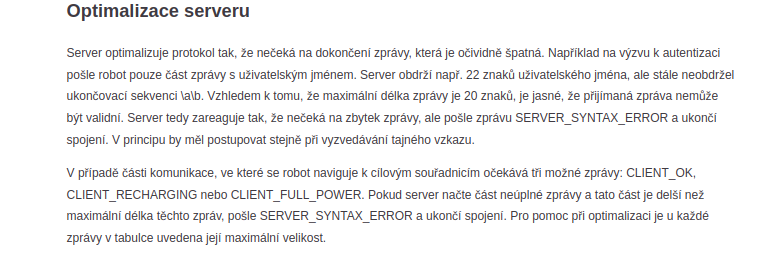 Optimalizace serveru
Server optimalizuje protokol tak, že nečeká na dokončení zprávy, která je očividně špatná. Například na výzvu k autentizaci
pošle robot pouze část zprávy s uživatelským jménem. Server obdrží např. 22 znaků uživatelského jména, ale stále neobdržel
ukončovací sekvenci \a\b. Vzhledem k tomu, že maximální délka zprávy je 20 znaků, je jasné, že přijímaná zpráva nemůže
být validní. Server tedy zareaguje tak, že nečeká na zbytek zprávy, ale pošle zprávu SERVER_SYNTAX_ERROR a ukončí
spojení. V principu by měl postupovat stejně při vyzvedávání tajného vzkazu.
V případě části komunikace, ve které se robot naviguje k cílovým souřadnicím očekává tři možné zprávy: CLIENT_OK,
CLIENT_RECHARGING nebo CLIENT_FULL_POWER. Pokud server načte část neúplné zprávy a tato část je delší než
maximální délka těchto zpráv, pošle SERVER_SYNTAX_ERROR a ukončí spojení. Pro pomoc při optimalizaci je u každé
zprávy v tabulce uvedena její maximální velikost.